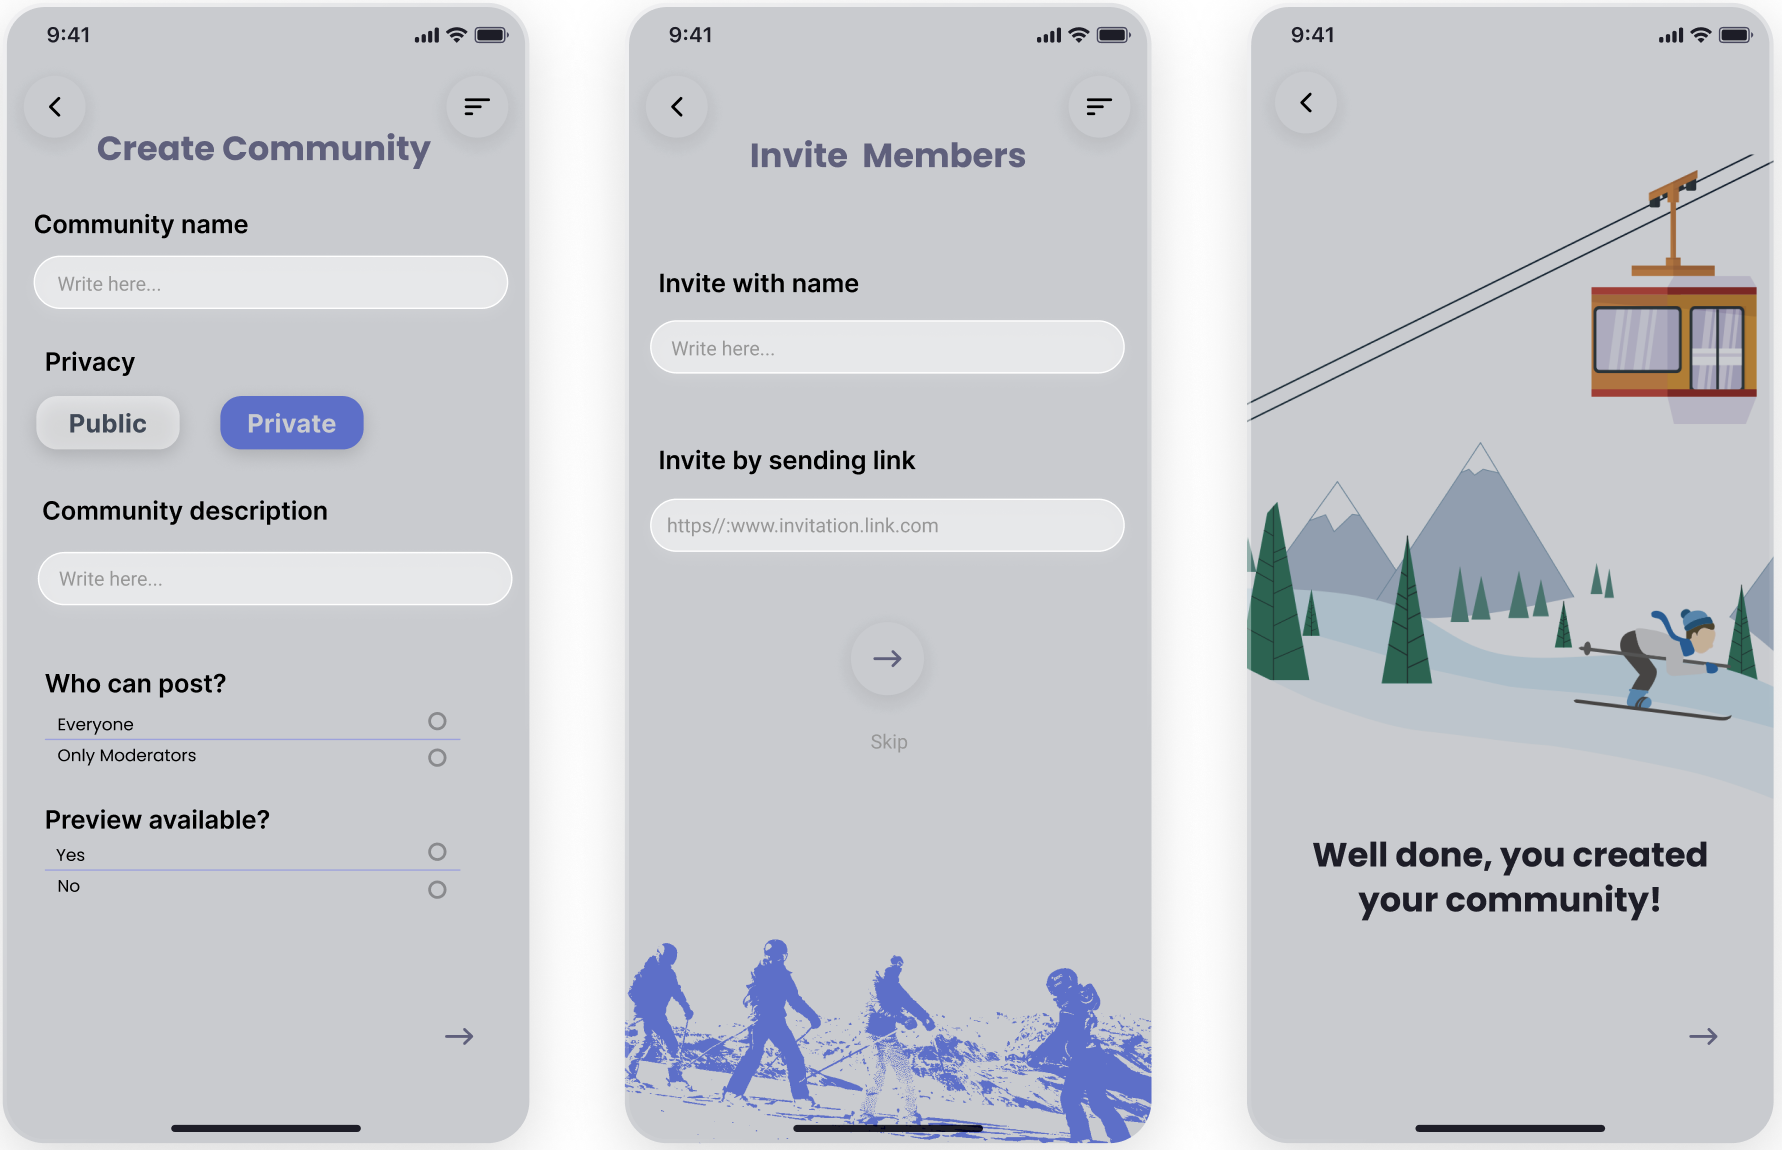 9:41
Create Community
Community name
Write here...
Privacy
Public
Private
Community description
Write here...
Who can post?
Everyone
Only Moderators
Preview available?
Yes
No
9:41
Invite Members
Invite with name
Write here...
Invite by sending link
https//:www.invitation.link.com
Skip
9:41
Well done, you created
your community!